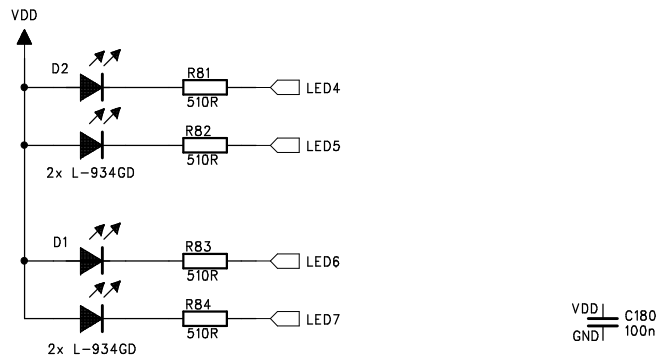 VDD
D2
R81
510R
LED4
R82
510R
LED5
2x L-934GD
D1
R83
510R
LED6
R84
510R
LED7
2x L-934GD
VDD
GND
C180
100n